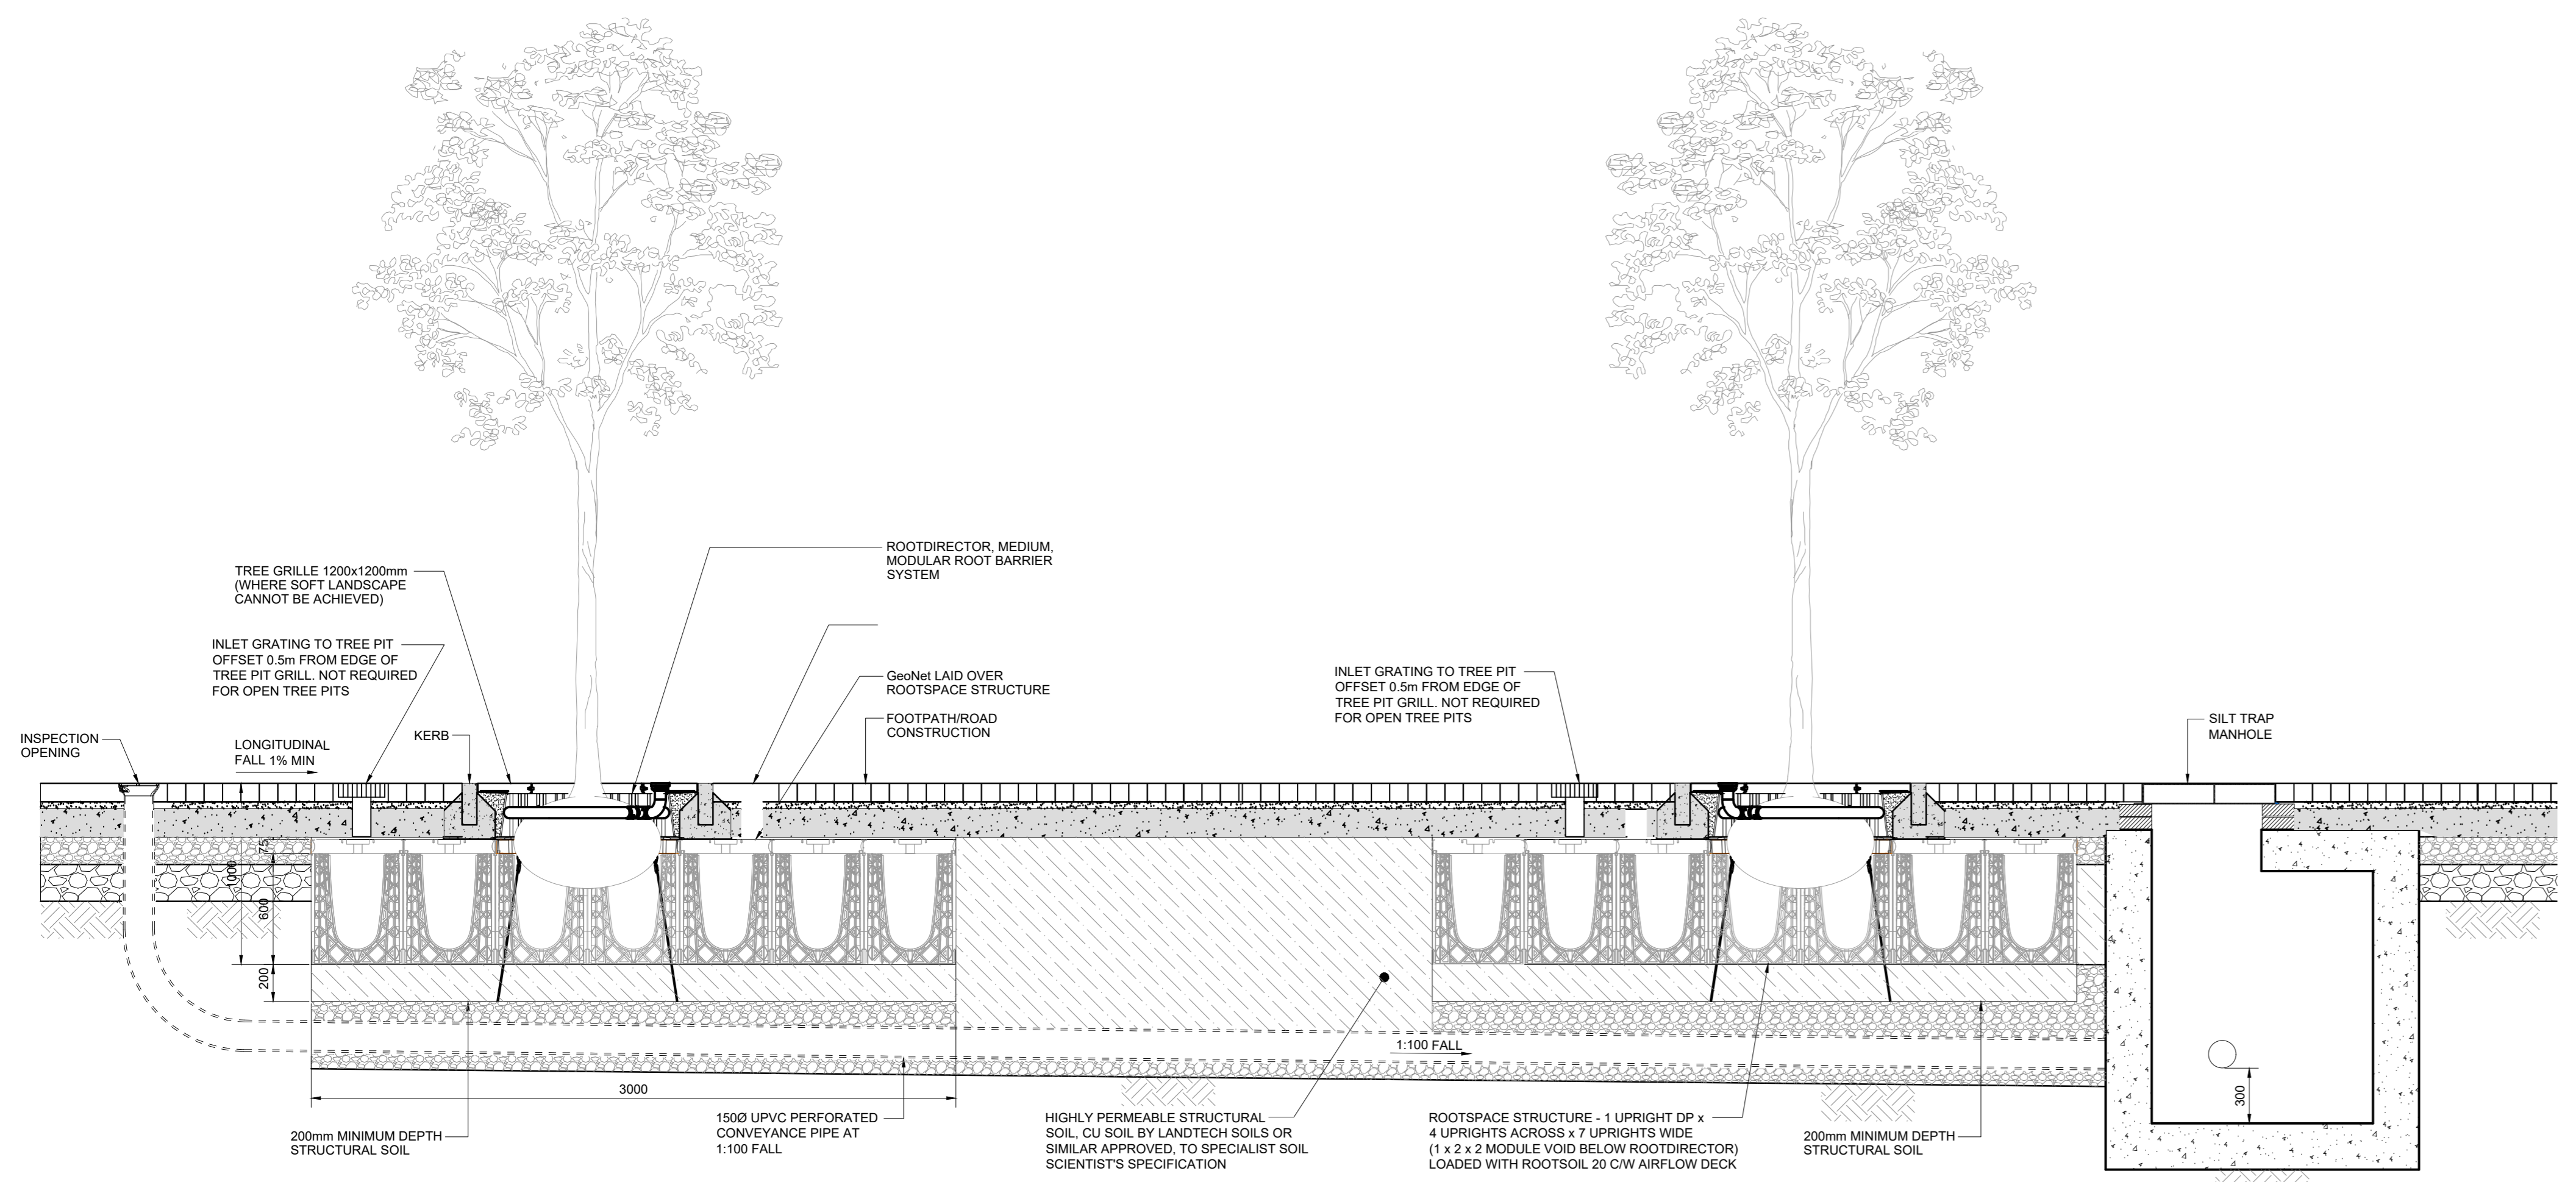 ROOTDIRECTOR, MEDIUM,
MODULAR ROOT BARRIER
SYSTEM
TREE GRILLE 1200x1200mm
(WHERE SOFT LANDSCAPE
CANNOT BE ACHIEVED)
INLET GRATING TO TREE PIT
OFFSET 0.5m FROM EDGE OF
TREE PIT GRILL. NOT REQUIRED
FOR OPEN TREE PITS
GeoNet LAID OVER
ROOTSPACE STRUCTURE
FOOTPATH/ROAD
CONSTRUCTION
INLET GRATING TO TREE PIT
OFFSET 0.5m FROM EDGE OF
TREE PIT GRILL. NOT REQUIRED
FOR OPEN TREE PITS
SILT TRAP
MANHOLE
INSPECTION
OPENING
LONGITUDINAL
FALL 1% MIN
KERB
75
1000
600
200
1:100 FALL
3000
300
200mm MINIMUM DEPTH
STRUCTURAL SOIL
150Ø UPVC PERFORATED
CONVEYANCE PIPE AT
1:100 FALL
HIGHLY PERMEABLE STRUCTURAL
SOIL, CU SOIL BY LANDTECH SOILS OR
SIMILAR APPROVED, TO SPECIALIST SOIL
SCIENTIST'S SPECIFICATION
ROOTSPACE STRUCTURE - 1 UPRIGHT DP x
4 UPRIGHTS ACROSS x 7 UPRIGHTS WIDE
(1 x 2 x 2 MODULE VOID BELOW ROOTDIRECTOR)
LOADED WITH ROOTSOIL 20 C/W AIRFLOW DECK
200mm MINIMUM DEPTH
STRUCTURAL SOIL